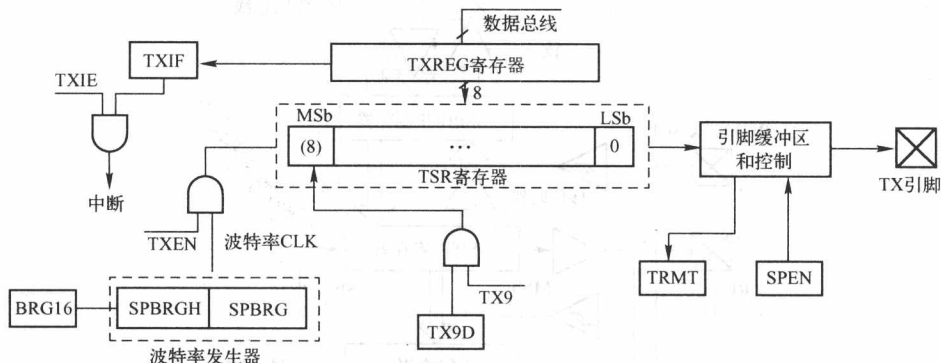 数据总线
TXIF
TXREG寄存器
TXIE
8
MSb
LSb
(8)
...
0
引脚缓冲区
和控制
TX引脚
TSR寄存器
中断
TXEN
波特率CLK
TX9
TRMT
SPEN
BRG16
SPBRGH
SPBRG
TX9D
波特率发生器